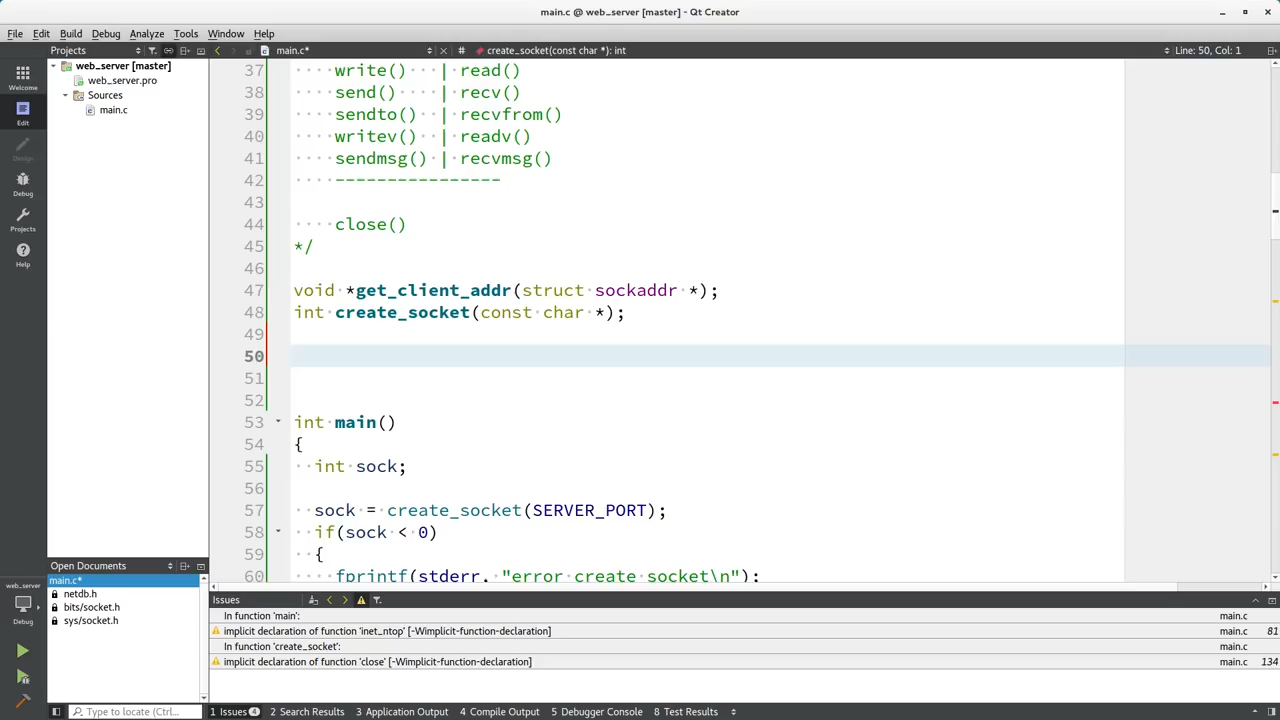 main.c @ web_server [master] - Qt Creator
File Edit Build Debug Analyze Tools Window Help
Projects main.c* # create_socket(const char *): int Line: 50, Col: 1
Welcome
Edit
Design
Debug
Projects
Help
web_server
Debug
web_server [master]
web_server.pro
Sources
main.c
37 ····write()··|·read()
38 ····send()····|·recv()
39 ····sendto()··|·recvfrom()
40 ····writev()··|·readv()
41 ····sendmsg()·|·recvmsg()
42 ····----------------
43
44 ····close()
45 */
46
47 void·*get_client_addr(struct·sockaddr·*);
48 int·create_socket(const·char·*);
49
50
51
52
53 int·main()
54 {
55 ··int·sock;
56
57 ··sock·=·create_socket(SERVER_PORT);
58 ··if(sock·<·0)
59 ··{
60 ····fprintf(stderr,·"error·create·socket\n");
Open Documents
main.c*
netdb.h
bits/socket.h
sys/socket.h
Issues
In function 'main': main.c
implicit declaration of function 'inet_ntop' [-Wimplicit-function-declaration] main.c 81
In function 'create_socket': main.c
implicit declaration of function 'close' [-Wimplicit-function-declaration] main.c 134
Type to locate (Ctrl... 1 Issues 4 2 Search Results 3 Application Output 4 Compile Output 5 Debugger Console 8 Test Results